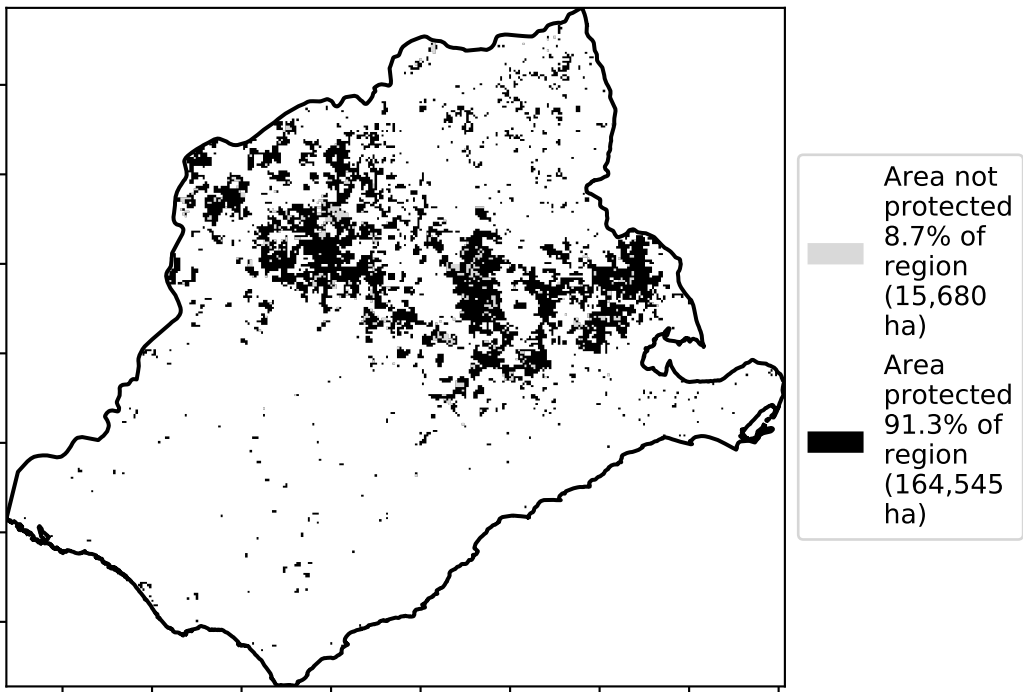 Area not
protected
8.7% of
region
(15,680
ha)
Area
protected
91.3% of
region
(164,545
ha)